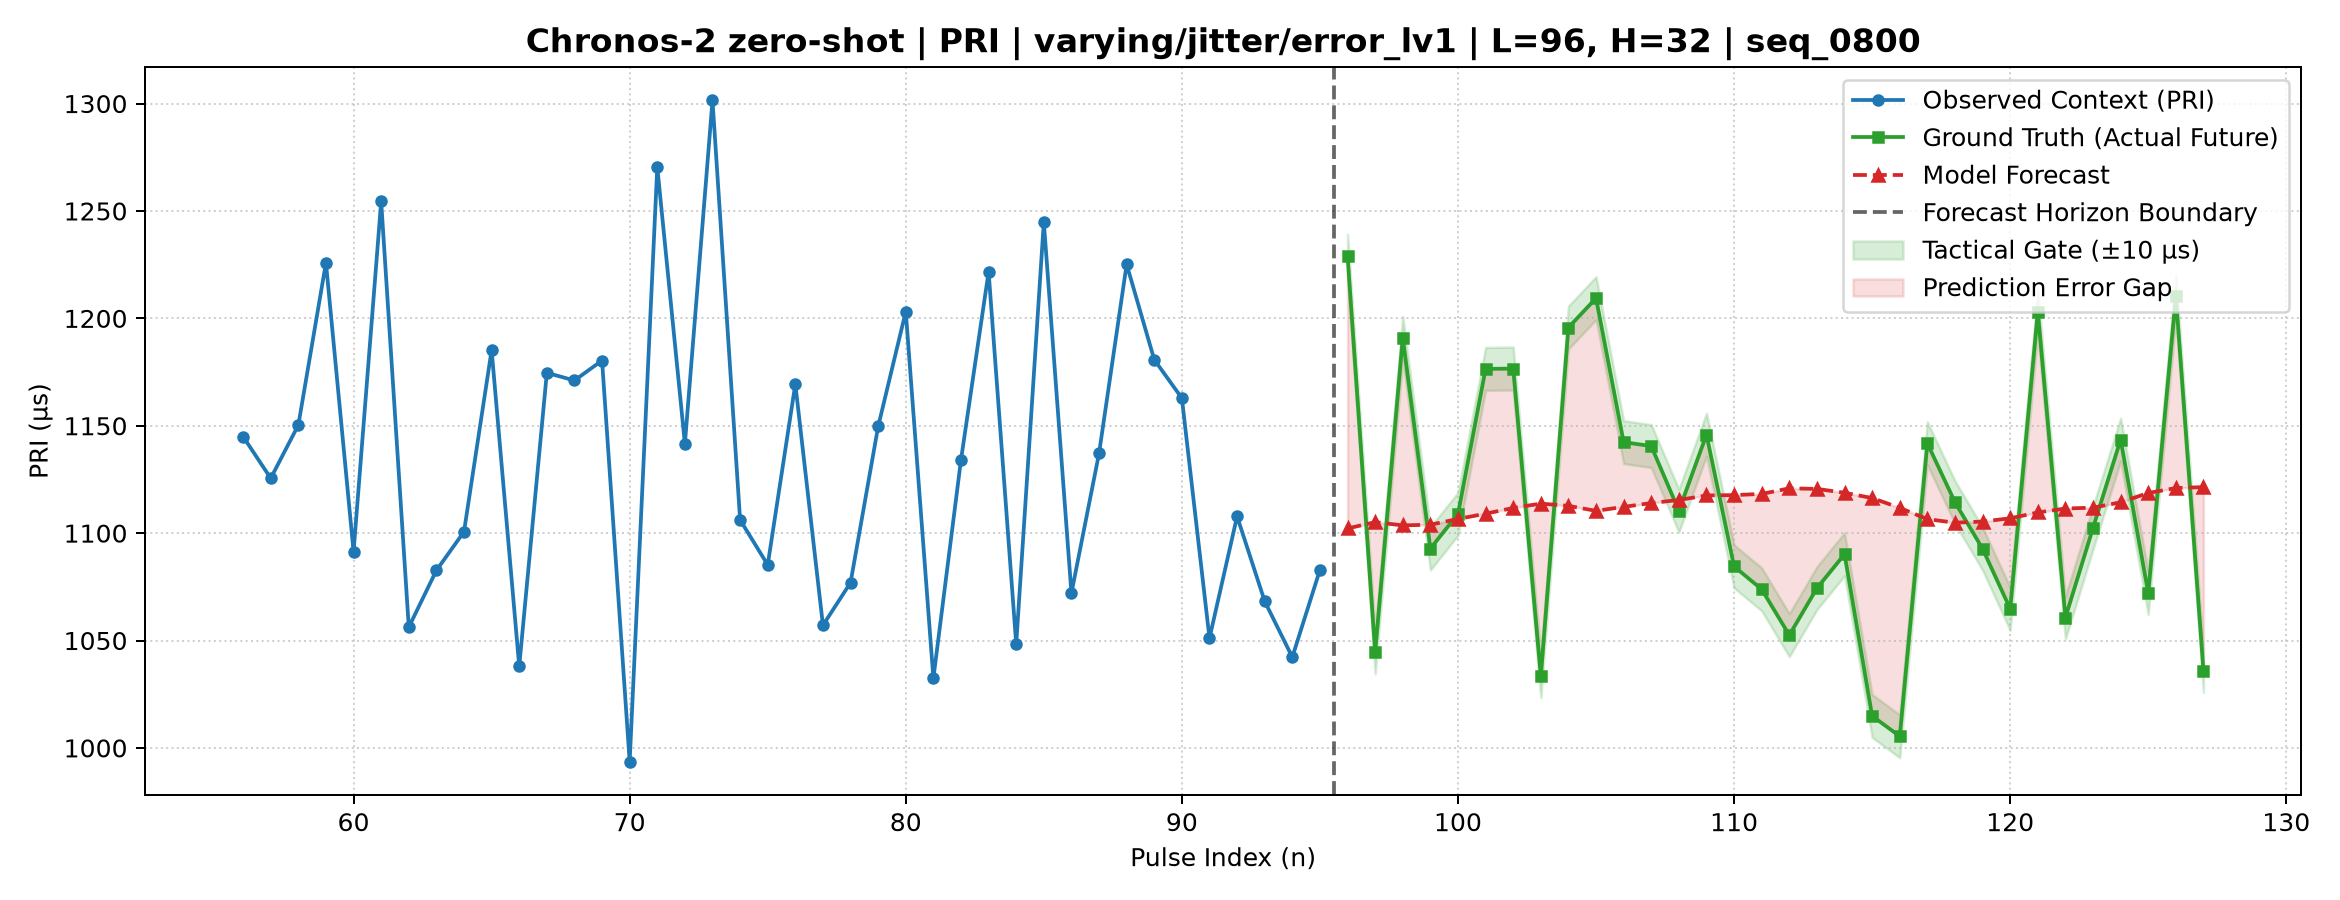 Chronos-2 zero-shot | PRI | varying/jitter/error_lv1 | L=96, H=32 | seq_0800
PRI (µs)
1300
1250
1200
1150
1100
1050
1000
Observed Context (PRI)
Ground Truth (Actual Future)
Model Forecast
Forecast Horizon Boundary
Tactical Gate (±10 µs)
Prediction Error Gap
60 70 80 90 100 110 120 130
Pulse Index (n)